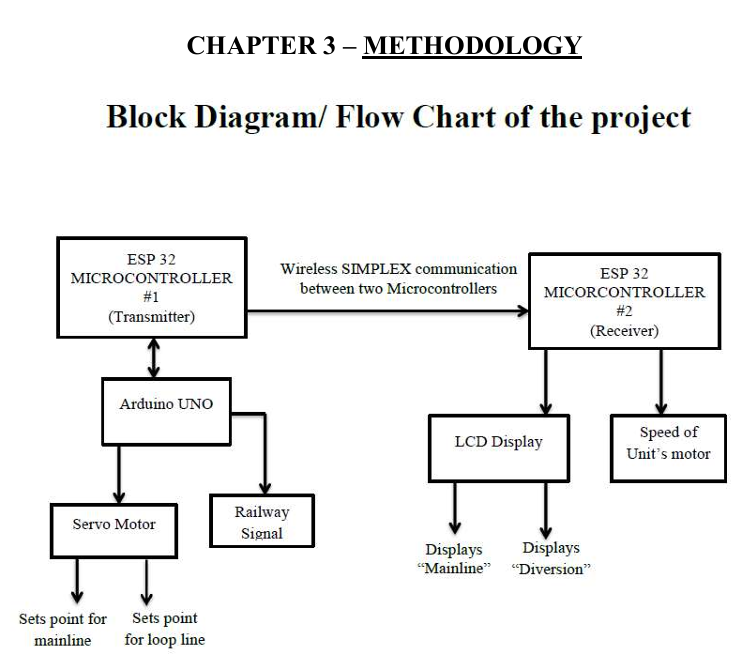 CHAPTER 3 – METHODOLOGY
Block Diagram/ Flow Chart of the project
ESP 32
MICROCONTROLLER
#1
(Transmitter)
Wireless SIMPLEX communication
between two Microcontrollers
ESP 32
MICORCONTROLLER
#2
(Receiver)
Arduino UNO
LCD Display
Speed of
Unit's motor
Servo Motor
Railway
Signal
Displays
“Mainline”
Displays
“Diversion”
Sets point for
mainline
Sets point
for loop line